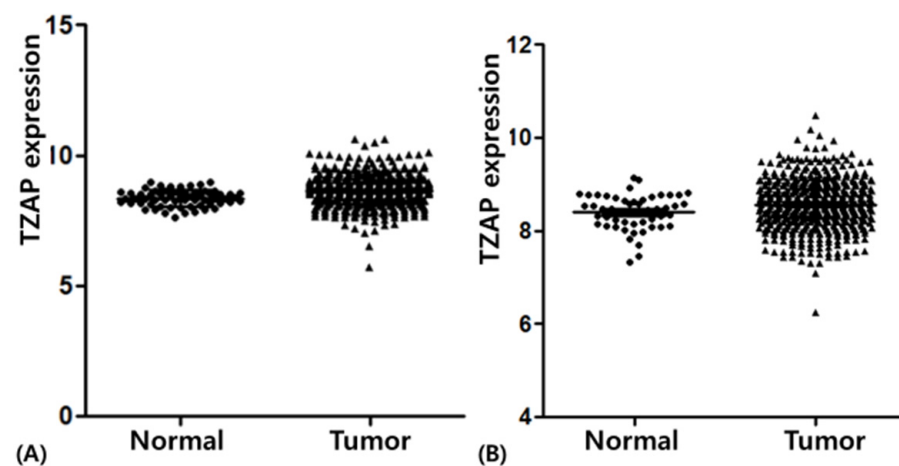 15
10
5
0
TZAP expression
Normal
Tumor
(A)
12
10
8
6
4
TZAP expression
Normal
Tumor
(B)